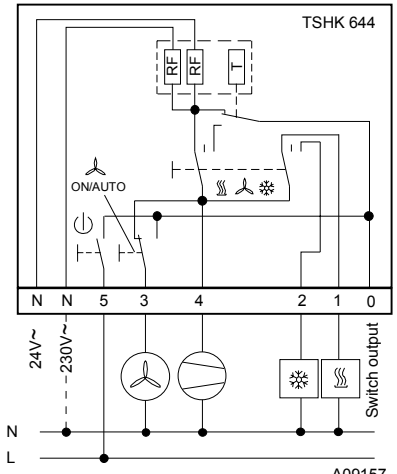 TSHK 644
RF
RF
T
ON/AUTO
N N 5 3 4 2 1 0
24V~
230V~
Switch output
N
L
A09157